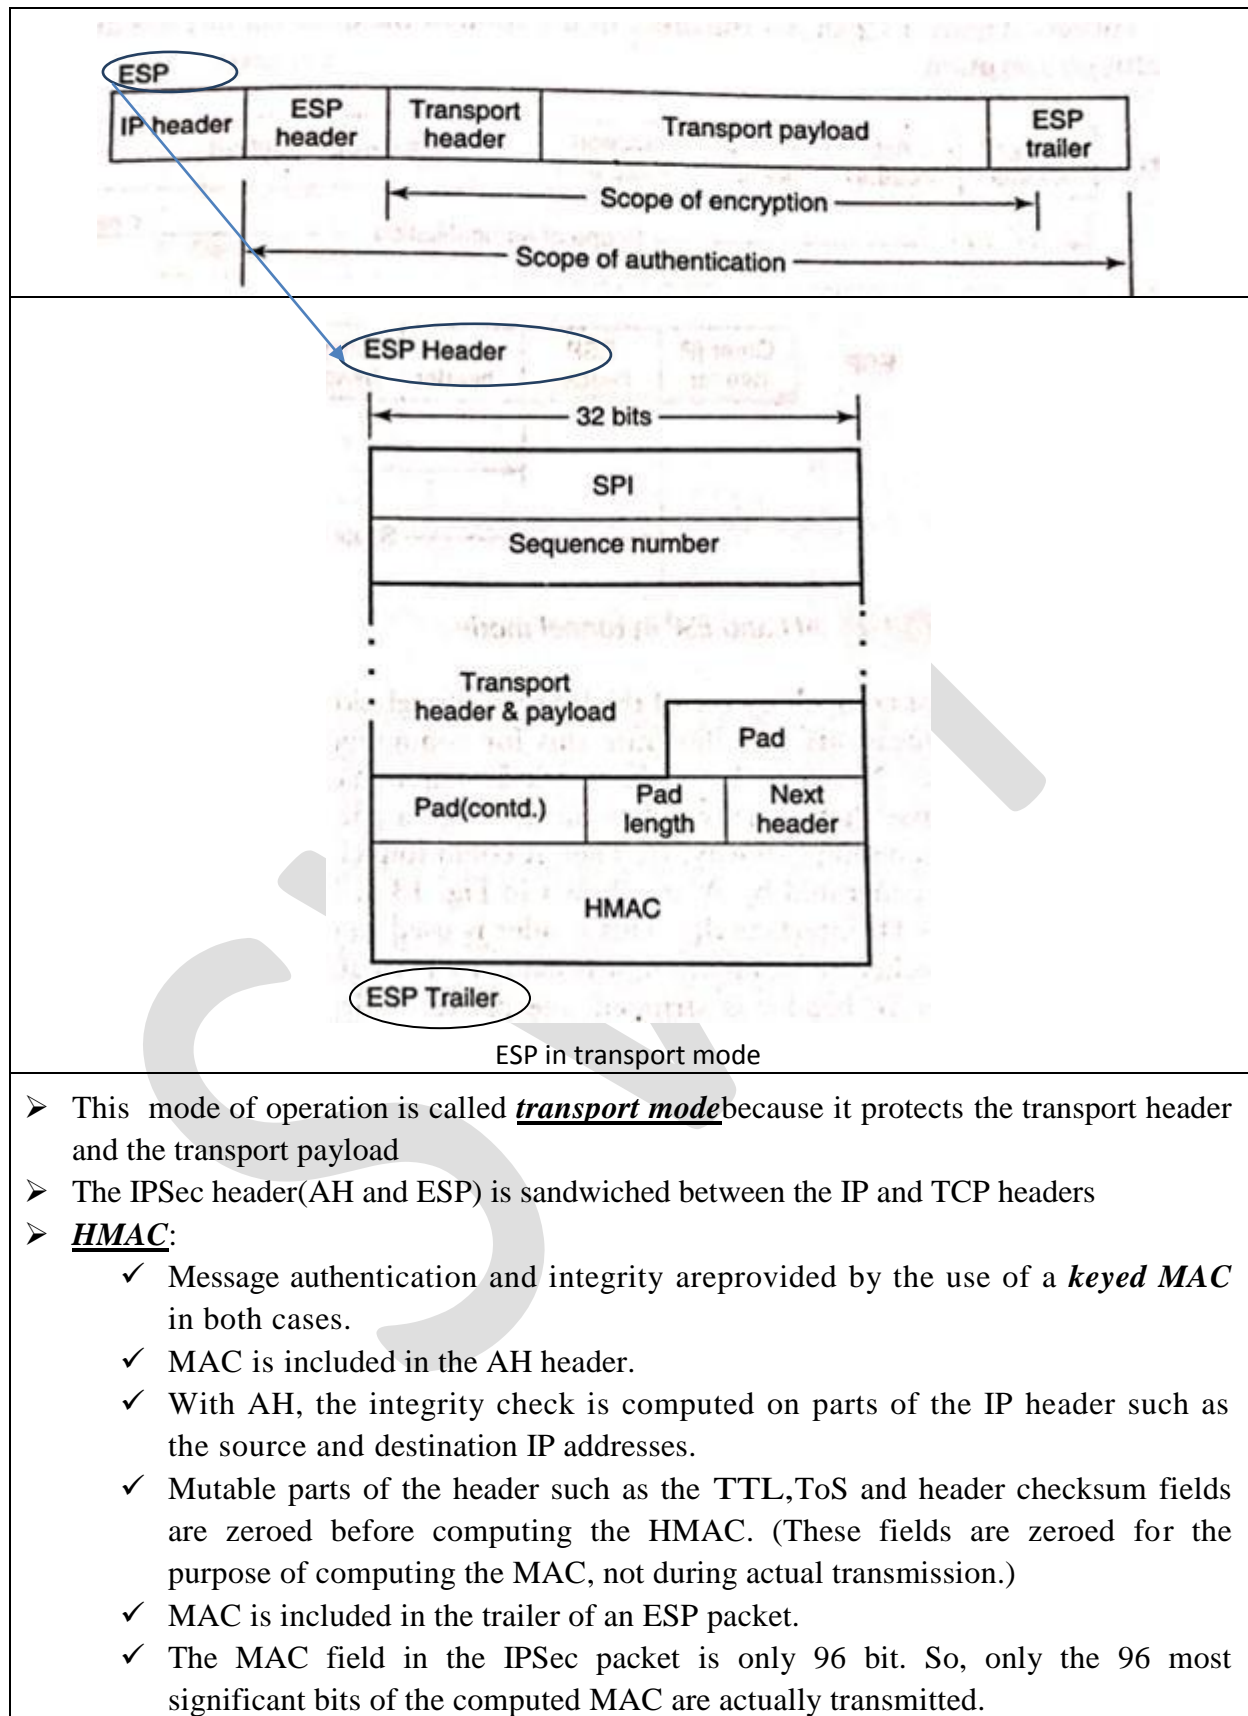 ESP
IP header
ESP
header
Transport
header
Transport payload
ESP
trailer
Scope of encryption
Scope of authentication
ESP Header
32 bits
SPI
Sequence number
Transport
header & payload
Pad
Pad(contd.)
Pad
length
Next
header
HMAC
ESP Trailer
ESP in transport mode
➢ This mode of operation is called transport modebecause it protects the transport header
and the transport payload
➢ The IPSec header(AH and ESP) is sandwiched between the IP and TCP headers
➢ HMAC:
✓ Message authentication and integrity areprovided by the use of a keyed MAC
in both cases.
✓ MAC is included in the AH header.
✓ With AH, the integrity check is computed on parts of the IP header such as
the source and destination IP addresses.
✓ Mutable parts of the header such as the TTL,ToS and header checksum fields
are zeroed before computing the HMAC. (These fields are zeroed for the
purpose of computing the MAC, not during actual transmission.)
✓ MAC is included in the trailer of an ESP packet.
✓ The MAC field in the IPSec packet is only 96 bit. So, only the 96 most
significant bits of the computed MAC are actually transmitted.